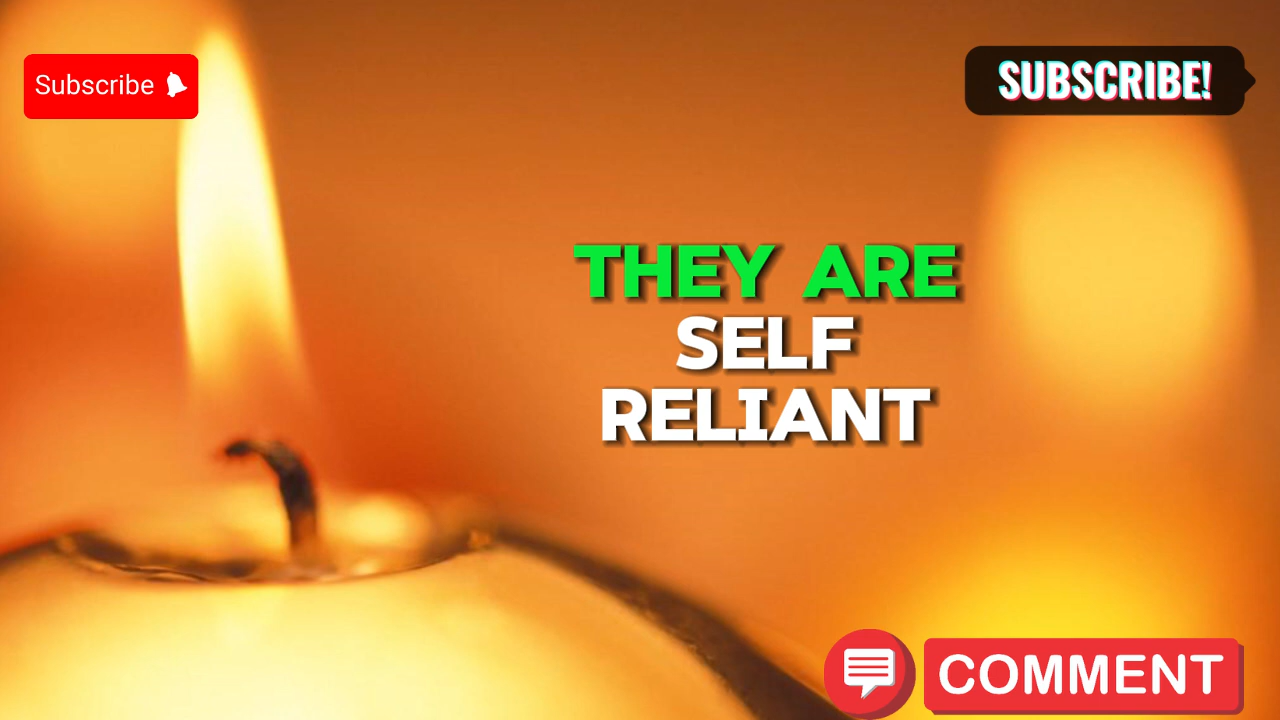 Subscribe
SUBSCRIBE!
THEY ARE
SELF
RELIANT
COMMENT